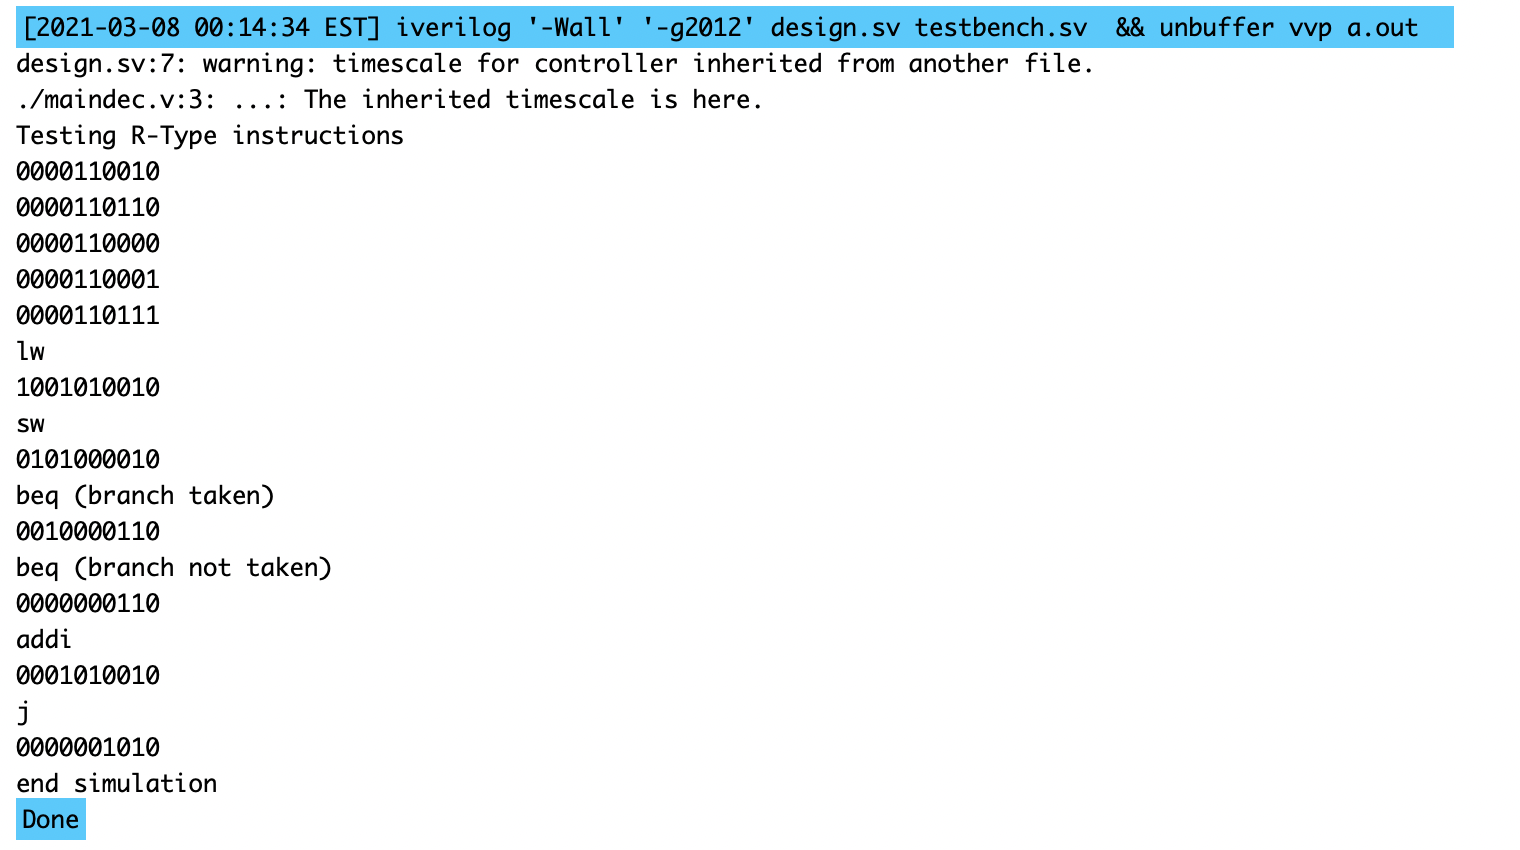 [2021-03-08 00:14:34 EST] iverilog '-Wall' '-g2012' design.sv testbench.sv  && unbuffer vvp a.out
design.sv:7: warning: timescale for controller inherited from another file.
./maindec.v:3: ...: The inherited timescale is here.
Testing R-Type instructions
0000110010
0000110110
0000110000
0000110001
0000110111
lw
1001010010
sw
0101000010
beq (branch taken)
0010000110
beq (branch not taken)
0000000110
addi
0001010010
j
0000001010
end simulation
Done